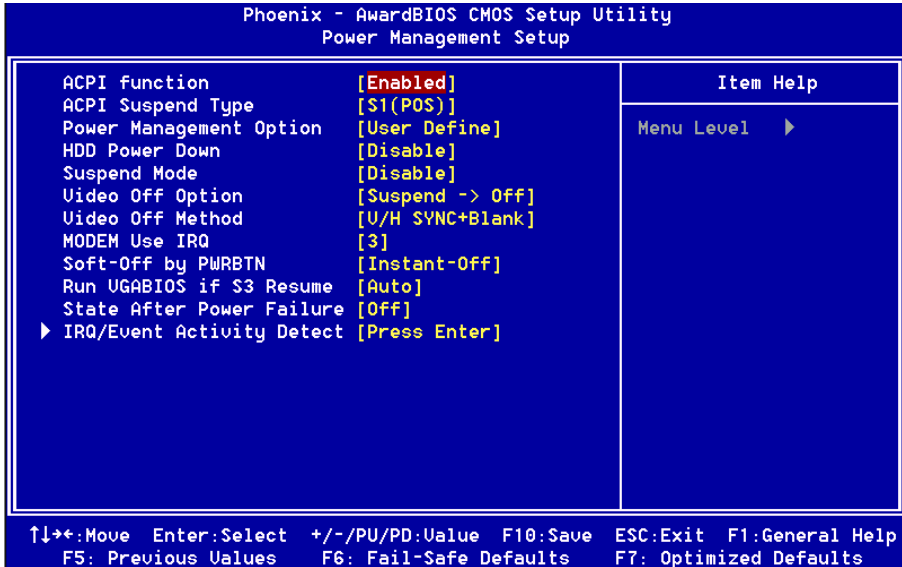 Phoenix - AwardBIOS CMOS Setup Utility
Power Management Setup
ACPI function [Enabled]
ACPI Suspend Type [S1(POS)]
Power Management Option [User Define]
HDD Power Down [Disable]
Suspend Mode [Disable]
Video Off Option [Suspend -> Off]
Video Off Method [V/H SYNC+Blank]
MODEM Use IRQ [3]
Soft-Off by PWRBTN [Instant-Off]
Run VGABIOS if S3 Resume [Auto]
State After Power Failure [Off]
▶ IRQ/Event Activity Detect [Press Enter]
Item Help
Menu Level ▶
↑↓→←:Move Enter:Select +/-/PU/PD:Value F10:Save ESC:Exit F1:General Help
F5: Previous Values F6: Fail-Safe Defaults F7: Optimized Defaults